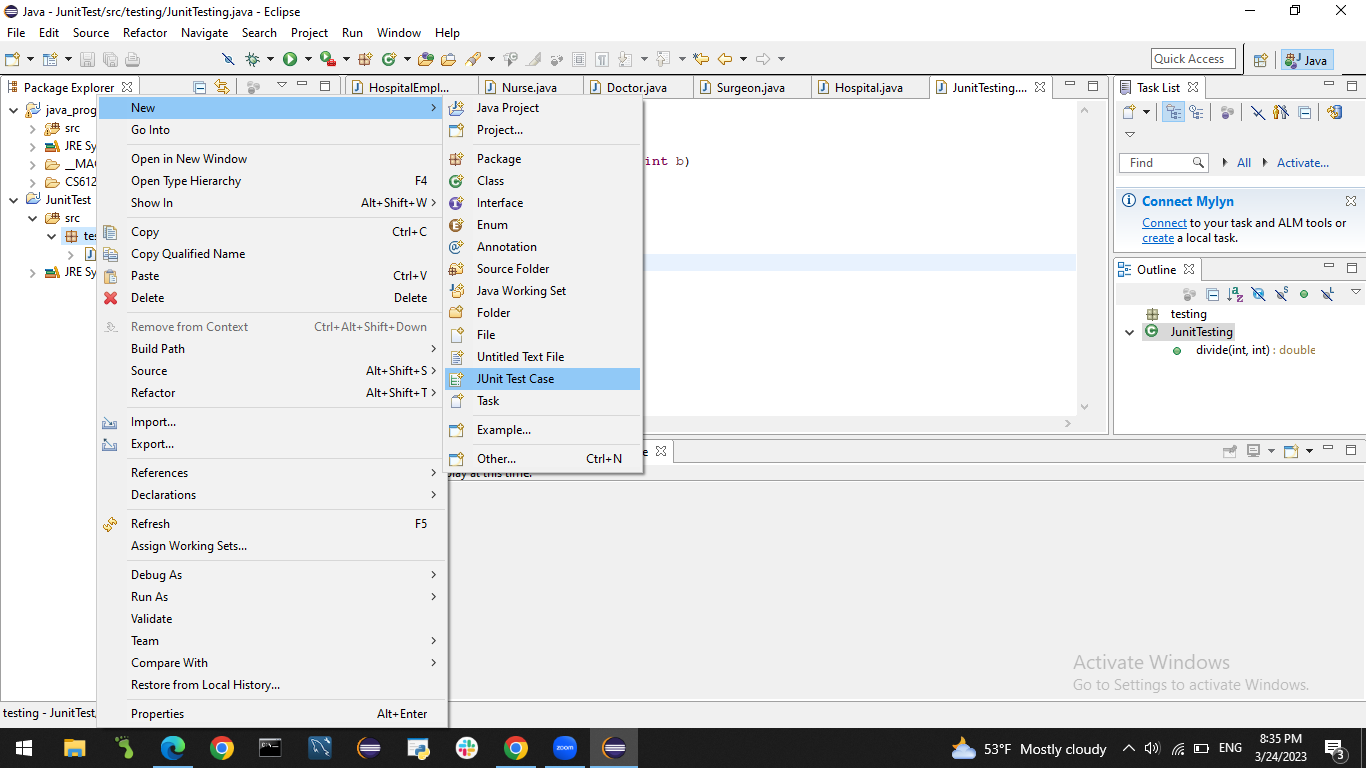 Java - JunitTest/src/testing/JunitTesting.java - Eclipse
File Edit Source Refactor Navigate Search Project Run Window Help
Quick Access
Java
Package Explorer
HospitalEmpl...
Nurse.java
Doctor.java
Surgeon.java
Hospital.java
JunitTesting....
Task List
java_prog
src
JRE Sy
__MA
CS612
JunitTest
src
tes
JRE Sy
New
Go Into
Open in New Window
Open Type Hierarchy F4
Show In Alt+Shift+W
Copy Ctrl+C
Copy Qualified Name
Paste Ctrl+V
Delete Delete
Remove from Context Ctrl+Alt+Shift+Down
Build Path
Source Alt+Shift+S
Refactor Alt+Shift+T
Import...
Export...
References
Declarations
Refresh F5
Assign Working Sets...
Debug As
Run As
Validate
Team
Compare With
Restore from Local History...
Properties Alt+Enter
Java Project
Project...
Package
Class
Interface
Enum
Annotation
Source Folder
Java Working Set
Folder
File
Untitled Text File
JUnit Test Case
Task
Example...
Other... Ctrl+N
int b)
Find
All
Activate...
Connect Mylyn
Connect to your task and ALM tools or
create a local task.
Outline
testing
JunitTesting
divide(int, int) : double
lay at this time.
Activate Windows
Go to Settings to activate Windows.
testing - JunitTest
zoom
53°F Mostly cloudy
ENG
8:35 PM
3/24/2023
3